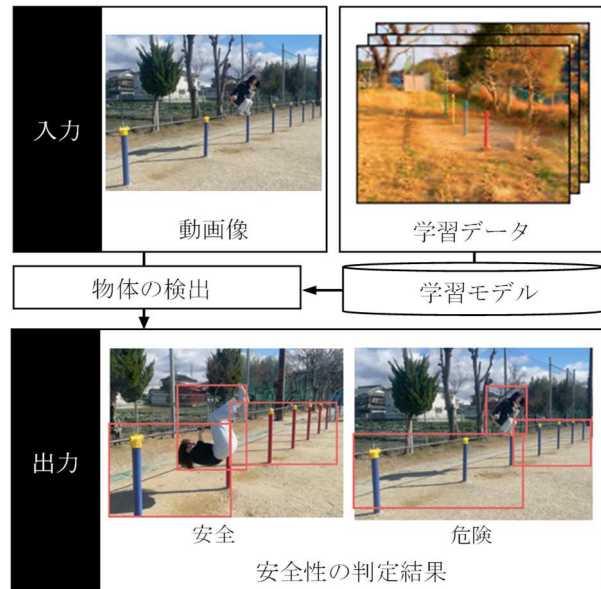 入力
動画像
学習データ
物体の検出
学習モデル
出力
安全
危険
安全性の判定結果